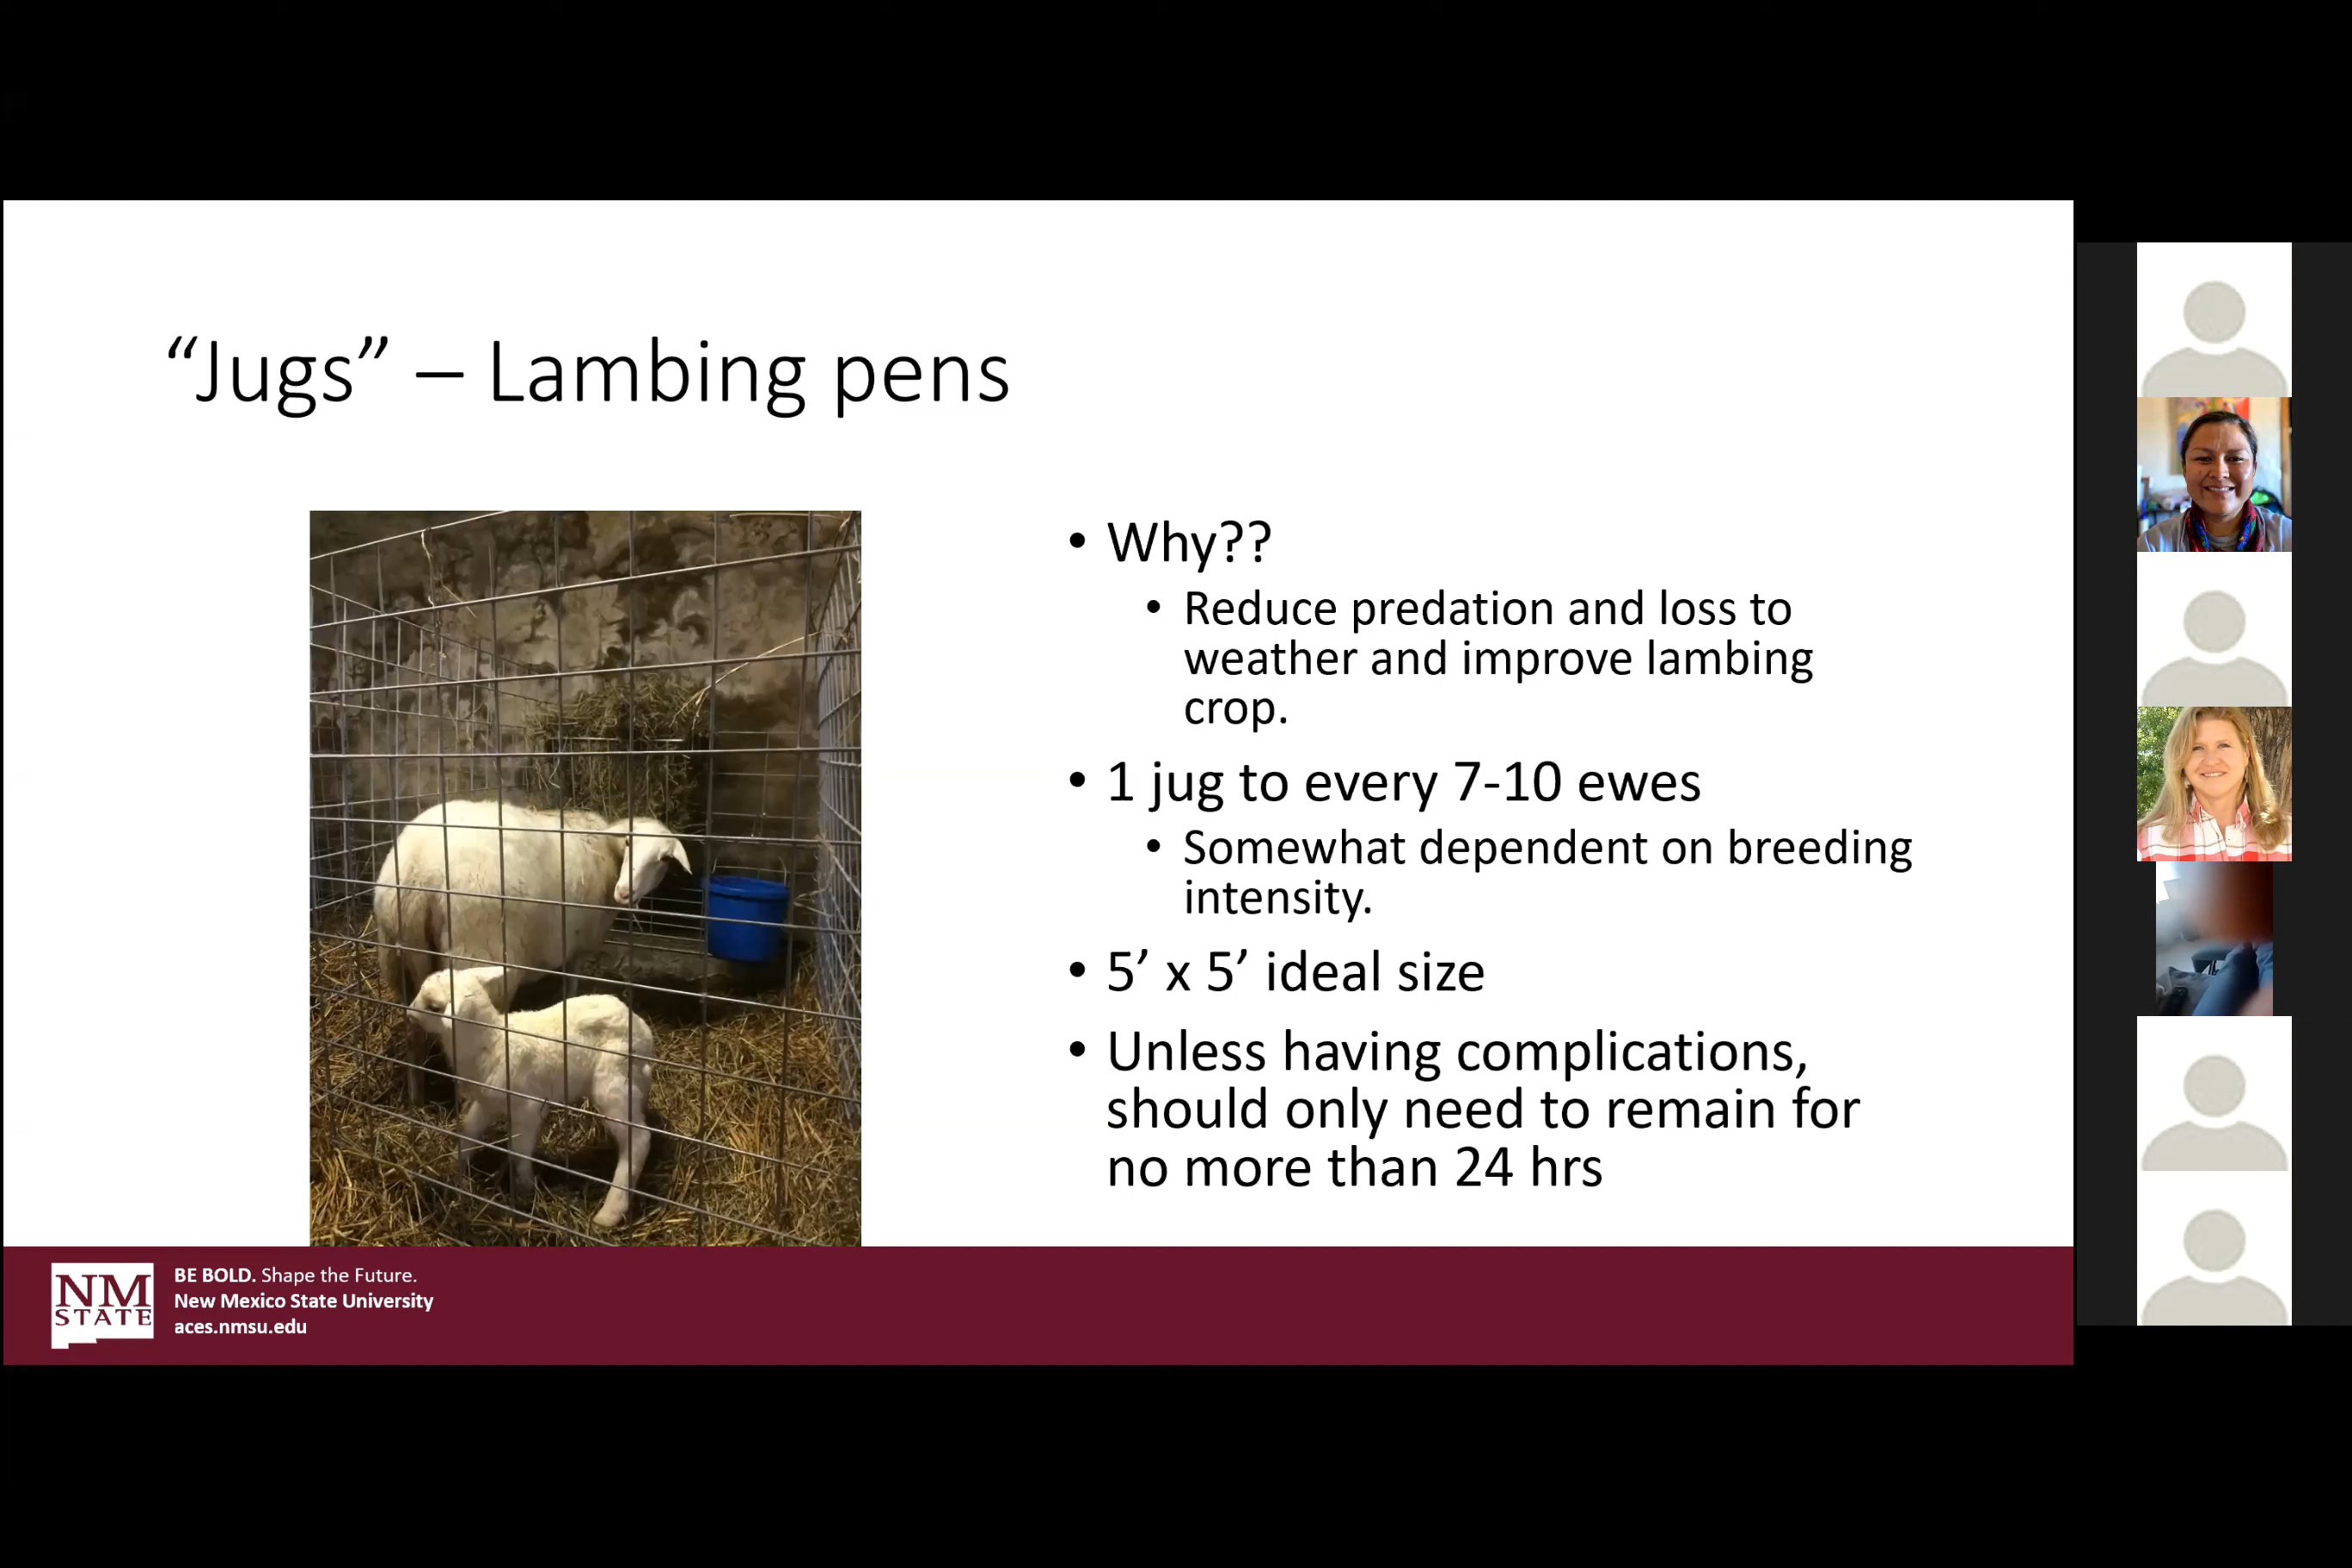 “Jugs” – Lambing pens
• Why??
• Reduce predation and loss to
weather and improve lambing
crop.
• 1 jug to every 7-10 ewes
• Somewhat dependent on breeding
intensity.
• 5’ x 5’ ideal size
• Unless having complications,
should only need to remain for
no more than 24 hrs
NM
STATE
BE BOLD. Shape the Future.
New Mexico State University
aces.nmsu.edu